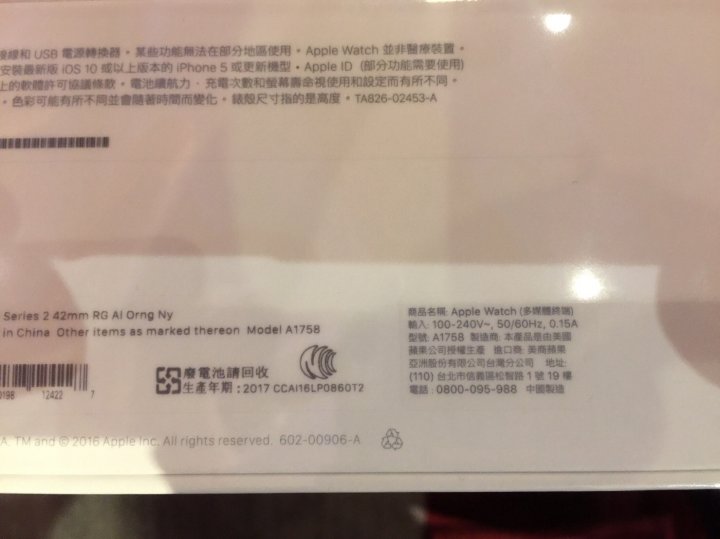 接線和 USB 電源轉換器。某些功能無法在部分地區使用。Apple Watch 並非醫療裝置。
安裝最新版 iOS 10 或以上版本的 iPhone 5 或更新機型。Apple ID (部分功能需要使用)
上的軟體許可協議條款。電池續航力、充電次數和螢幕壽命視使用和設定而有所不同。
。色彩可能有所不同並會隨著時間而變化。錶殼尺寸指的是高度。TA826-02453-A
Series 2 42mm RG Al Orng Ny
in China Other items as marked thereon Model A1758
0198 12422 7
廢電池請回收
生產年期：2017 CCAI16LP0860T2
商品名稱: Apple Watch (多媒體終端)
輸入: 100-240V~, 50/60Hz, 0.15A
型號: A1758 製造商: 本產品是由美國
蘋果公司授權生產 進口商: 美商蘋果
亞洲股份有限公司台灣分公司 地址:
(110) 台北市信義區松智路 1 號 19 樓
電話 : 0800-095-988 中國製造
A. TM and © 2016 Apple Inc. All rights reserved. 602-00906-A